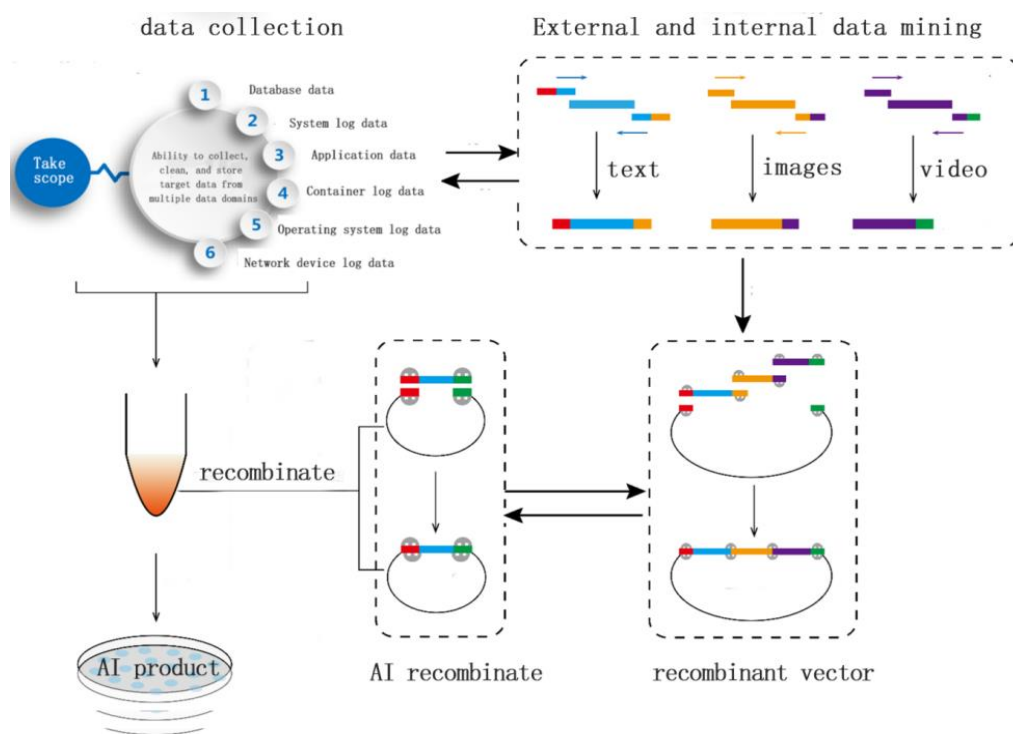 data collection
External and internal data mining
Take
scope
Ability to collect,
clean, and store
target data from
multiple data domains
1
Database data
2
System log data
3
Application data
4
Container log data
5
Operating system log data
6
Network device log data
text
images
video
recombinate
AI product
AI recombinate
recombinant vector